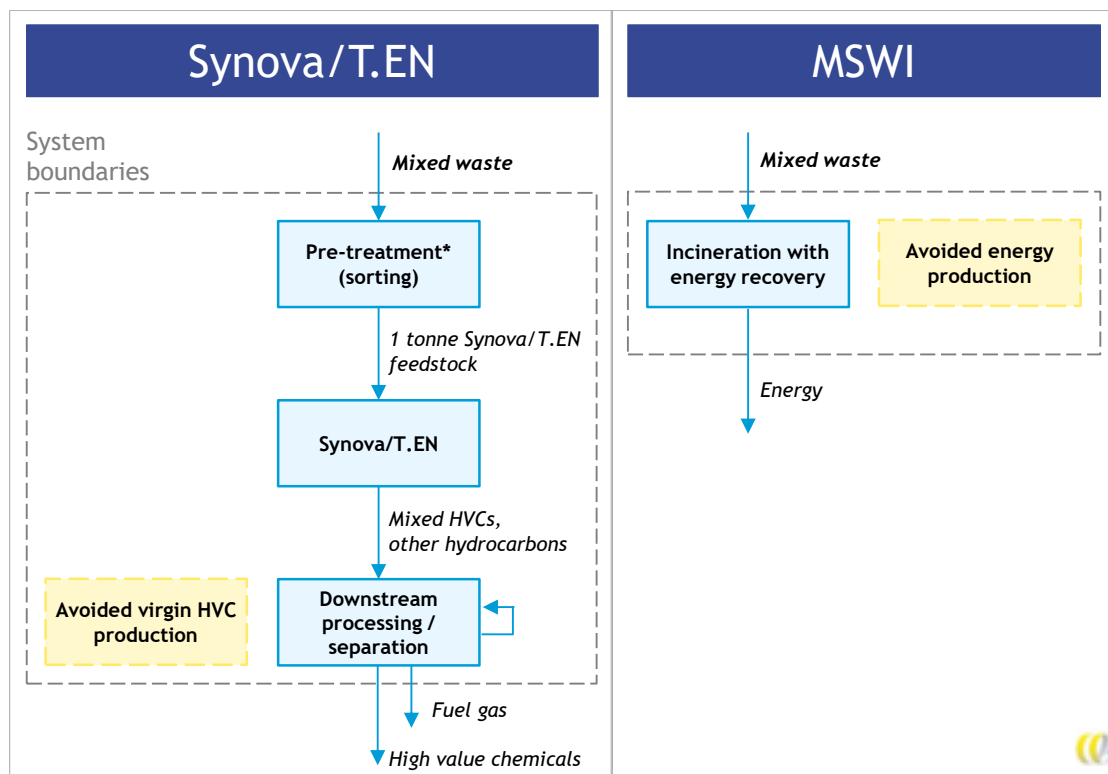 Synova/T.EN
System
boundaries
Mixed waste
Pre-treatment*
(sorting)
1 tonne Synova/T.EN
feedstock
Synova/T.EN
Mixed HVCs,
other hydrocarbons
Avoided virgin HVC
production
Downstream
processing /
separation
Fuel gas
High value chemicals
MSWI
Mixed waste
Incineration with
energy recovery
Avoided energy
production
Energy